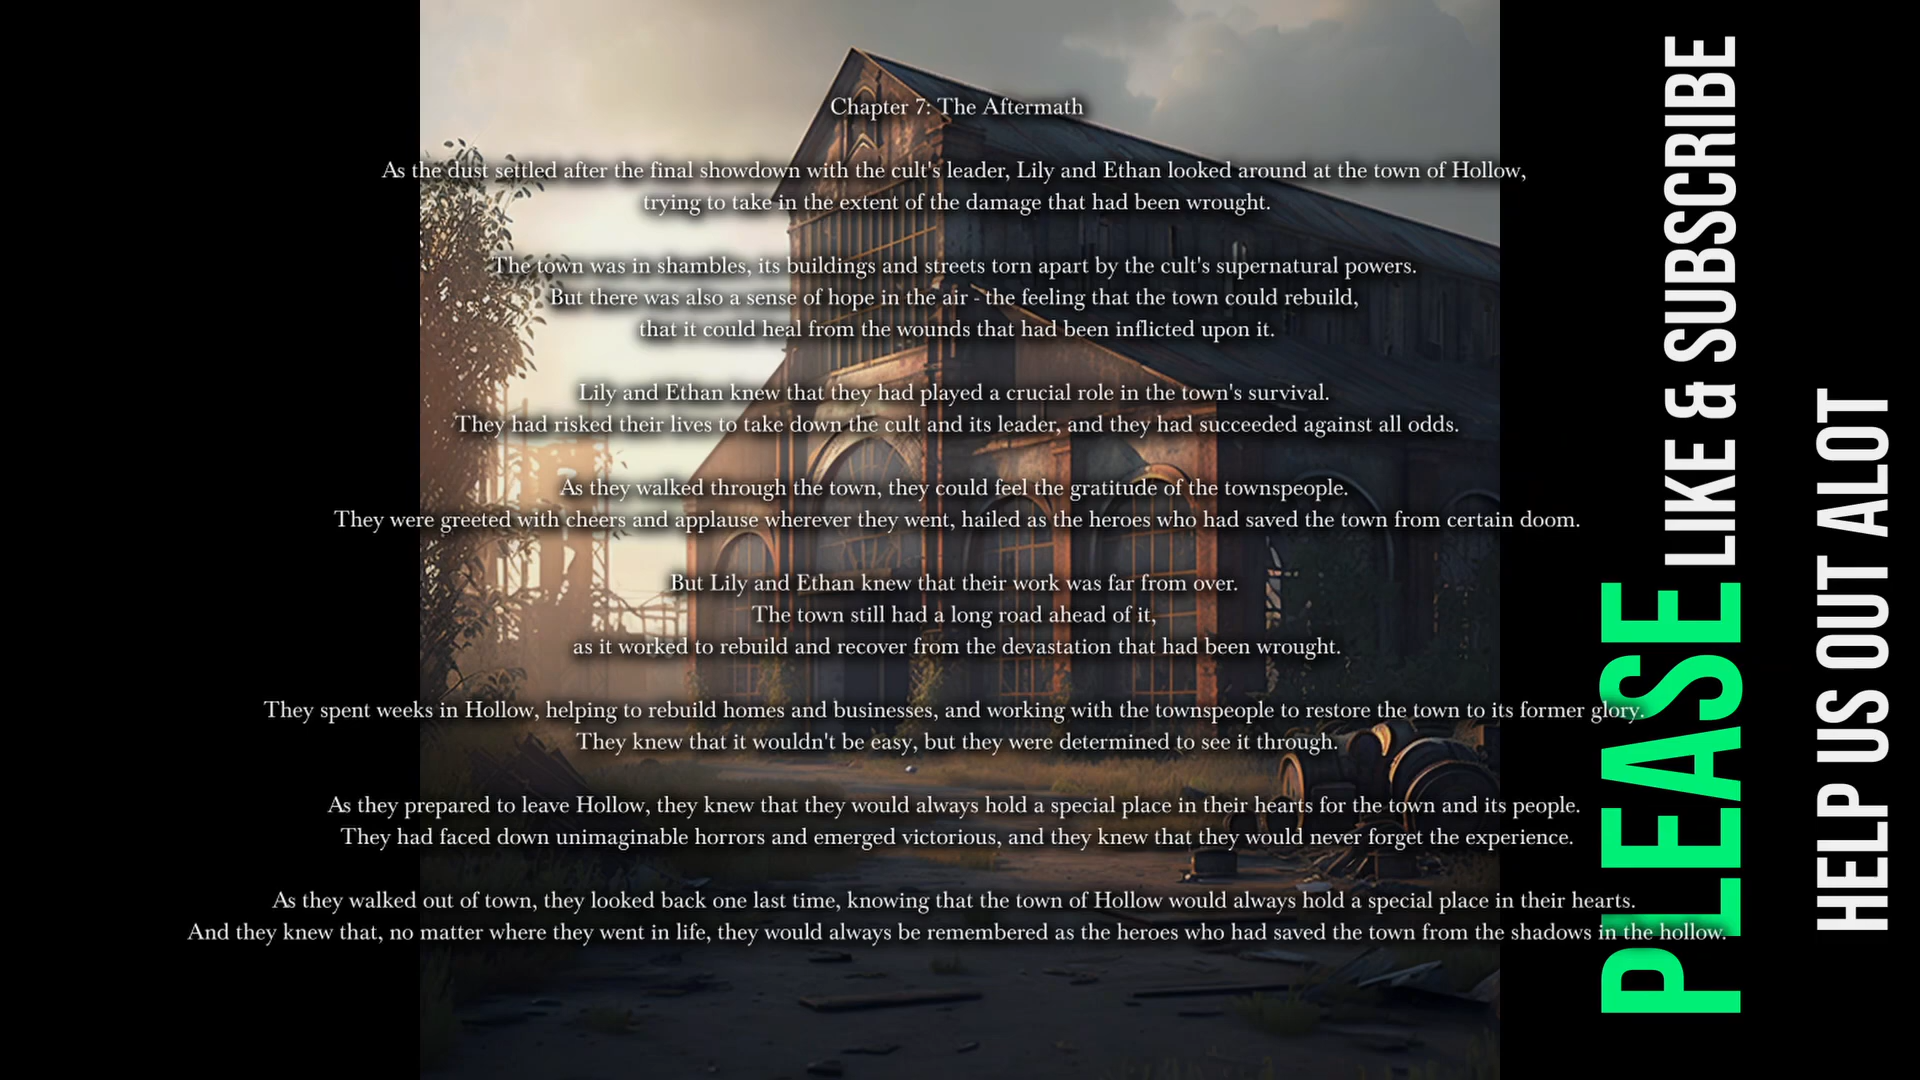 Chapter 7: The Aftermath
As the dust settled after the final showdown with the cult's leader, Lily and Ethan looked around at the town of Hollow,
trying to take in the extent of the damage that had been wrought.
The town was in shambles, its buildings and streets torn apart by the cult's supernatural powers.
But there was also a sense of hope in the air - the feeling that the town could rebuild,
that it could heal from the wounds that had been inflicted upon it.
Lily and Ethan knew that they had played a crucial role in the town's survival.
They had risked their lives to take down the cult and its leader, and they had succeeded against all odds.
As they walked through the town, they could feel the gratitude of the townspeople.
They were greeted with cheers and applause wherever they went, hailed as the heroes who had saved the town from certain doom.
But Lily and Ethan knew that their work was far from over.
The town still had a long road ahead of it,
as it worked to rebuild and recover from the devastation that had been wrought.
They spent weeks in Hollow, helping to rebuild homes and businesses, and working with the townspeople to restore the town to its former glory.
They knew that it wouldn't be easy, but they were determined to see it through.
As they prepared to leave Hollow, they knew that they would always hold a special place in their hearts for the town and its people.
They had faced down unimaginable horrors and emerged victorious, and they knew that they would never forget the experience.
As they walked out of town, they looked back one last time, knowing that the town of Hollow would always hold a special place in their hearts.
And they knew that, no matter where they went in life, they would always be remembered as the heroes who had saved the town from the shadows in the hollow.
PLEASE LIKE & SUBSCRIBE
HELP US OUT ALOT